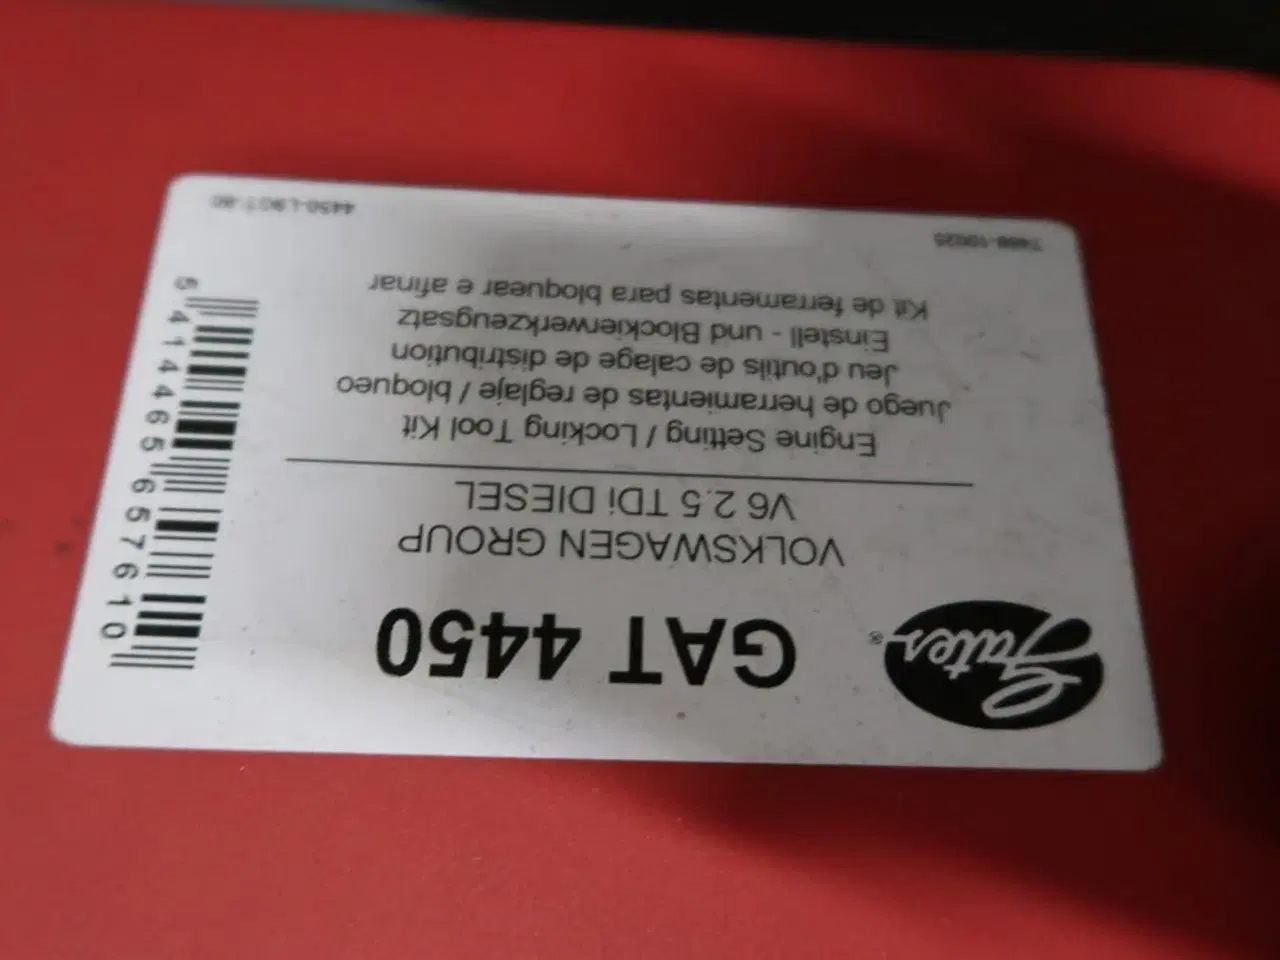 Gates®
GAT 4450
VOLKSWAGEN GROUP
V6 2.5 TDi DIESEL
Engine Setting / Locking Tool Kit
Juego de herramientas de reglaje / bloqueo
Jeu d'outils de calage de distribution
Einstell - und Blockierwerkzeugsatz
Kit de ferramentas para bloquear e afinar
5 414465 657610
7468-10025